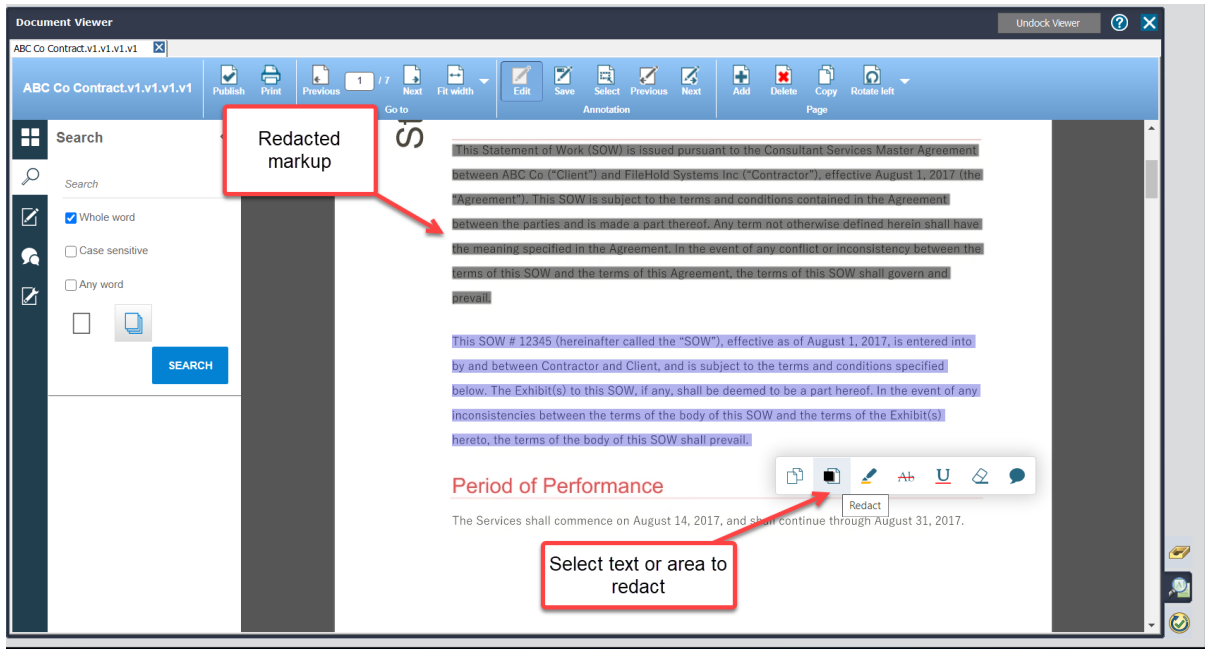 Document Viewer
Undock Viewer
ABC Co Contract.v1.v1.v1.v1
ABC Co Contract.v1.v1.v1.v1
Publish
Print
Previous
1 / 7
Next
Fit width
Go to
Edit
Save
Select
Previous
Next
Annotation
Add
Delete
Copy
Rotate left
Page
Search
Search
Whole word
Case sensitive
Any word
SEARCH
Redacted
markup
This Statement of Work (SOW) is issued pursuant to the Consultant Services Master Agreement
between ABC Co (“Client”) and FileHold Systems Inc (“Contractor”), effective August 1, 2017 (the
“Agreement”). This SOW is subject to the terms and conditions contained in the Agreement
between the parties and is made a part thereof. Any term not otherwise defined herein shall have
the meaning specified in the Agreement. In the event of any conflict or inconsistency between the
terms of this SOW and the terms of this Agreement, the terms of this SOW shall govern and
prevail.
This SOW # 12345 (hereinafter called the “SOW”), effective as of August 1, 2017, is entered into
by and between Contractor and Client, and is subject to the terms and conditions specified
below. The Exhibit(s) to this SOW, if any, shall be deemed to be a part hereof. In the event of any
inconsistencies between the terms of the body of this SOW and the terms of the Exhibit(s)
hereto, the terms of the body of this SOW shall prevail.
Ab
U
Redact
Period of Performance
The Services shall commence on August 14, 2017, and shall continue through August 31, 2017.
Select text or area to
redact